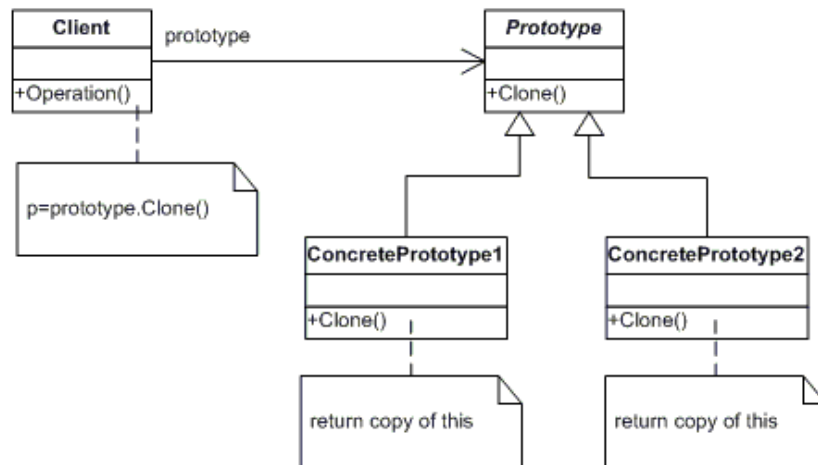 Client
prototype
Prototype
+Operation()
+Clone()
p=prototype.Clone()
ConcretePrototype1
ConcretePrototype2
+Clone()
+Clone()
return copy of this
return copy of this